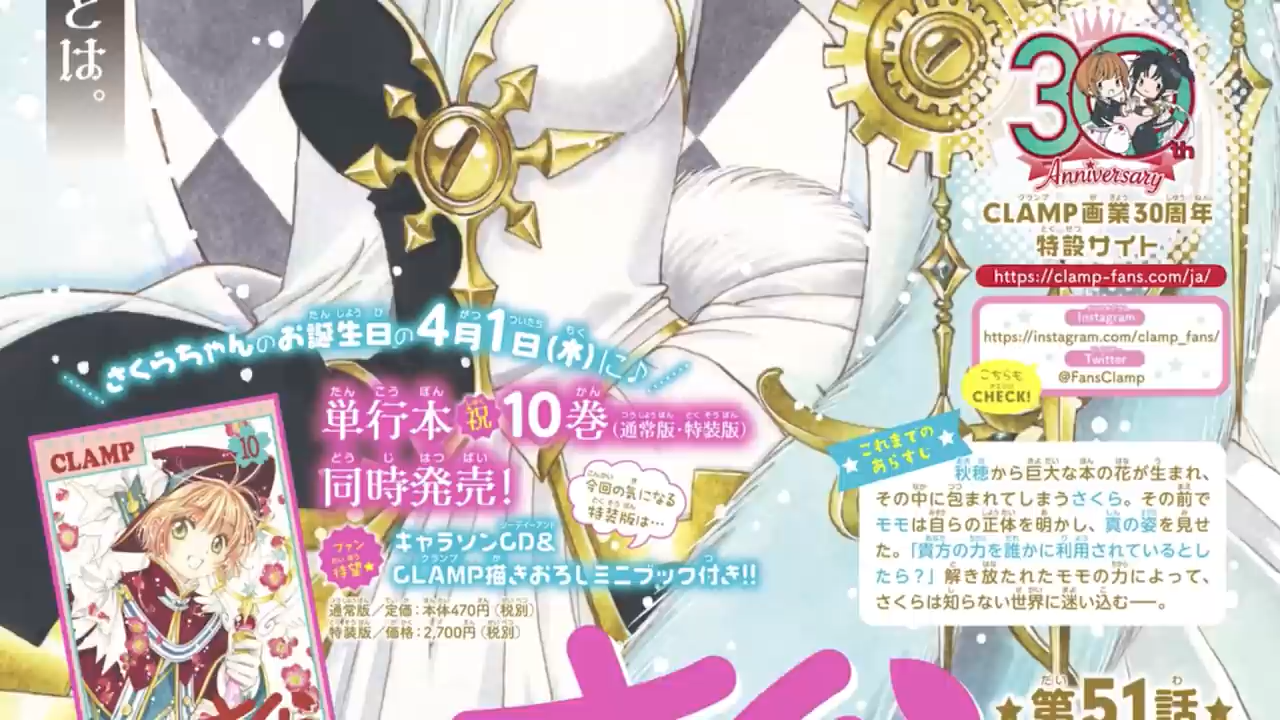 とは。
30th
Anniversary
CLAMP画業30周年
特設サイト
https://clamp-fans.com/ja/
Instagram
https://instagram.com/clamp_fans/
Twitter
@FansClamp
こちらも
CHECK!
さくらちゃんのお誕生日の4月1日(木)に♪
単行本祝10巻(通常版・特装版)
同時発売!
今回の気になる
特装版は…
ファン
待望★
キャラソンCD&
CLAMP描きおろしミニブック付き!!
通常版/定価:本体470円(税別)
特装版/価格:2,700円(税別)
CLAMP
10
これまでの
あらすじ
秋穂から巨大な本の花が生まれ、
その中に包まれてしまうさくら。その前で
モモは自らの正体を明かし、真の姿を見せ
た。「貴方の力を誰かに利用されているとし
たら?」解き放たれたモモの力によって、
さくらは知らない世界に迷い込む──。
★第51話★